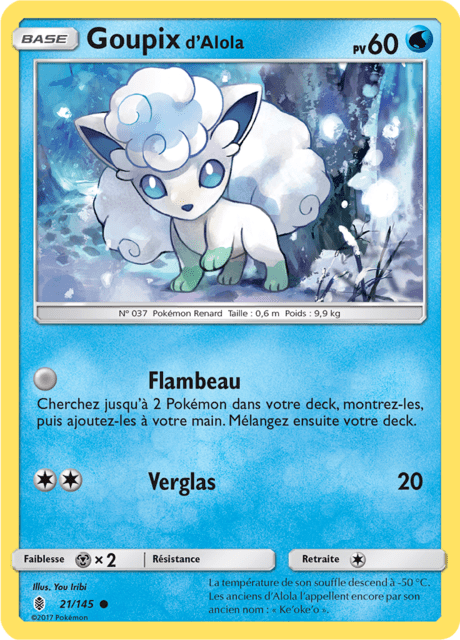 BASE Goupix d'Alola PV 60
N° 037 Pokémon Renard Taille : 0,6 m Poids : 9,9 kg
Flambeau
Cherchez jusqu'à 2 Pokémon dans votre deck, montrez-les,
puis ajoutez-les à votre main. Mélangez ensuite votre deck.
Verglas 20
Faiblesse × 2 Résistance Retraite
Illus. You Iribi
21/145
©2017 Pokémon
La température de son souffle descend à -50 °C.
Les anciens d'Alola l'appellent encore par son
ancien nom : « Ke'oke'o ».